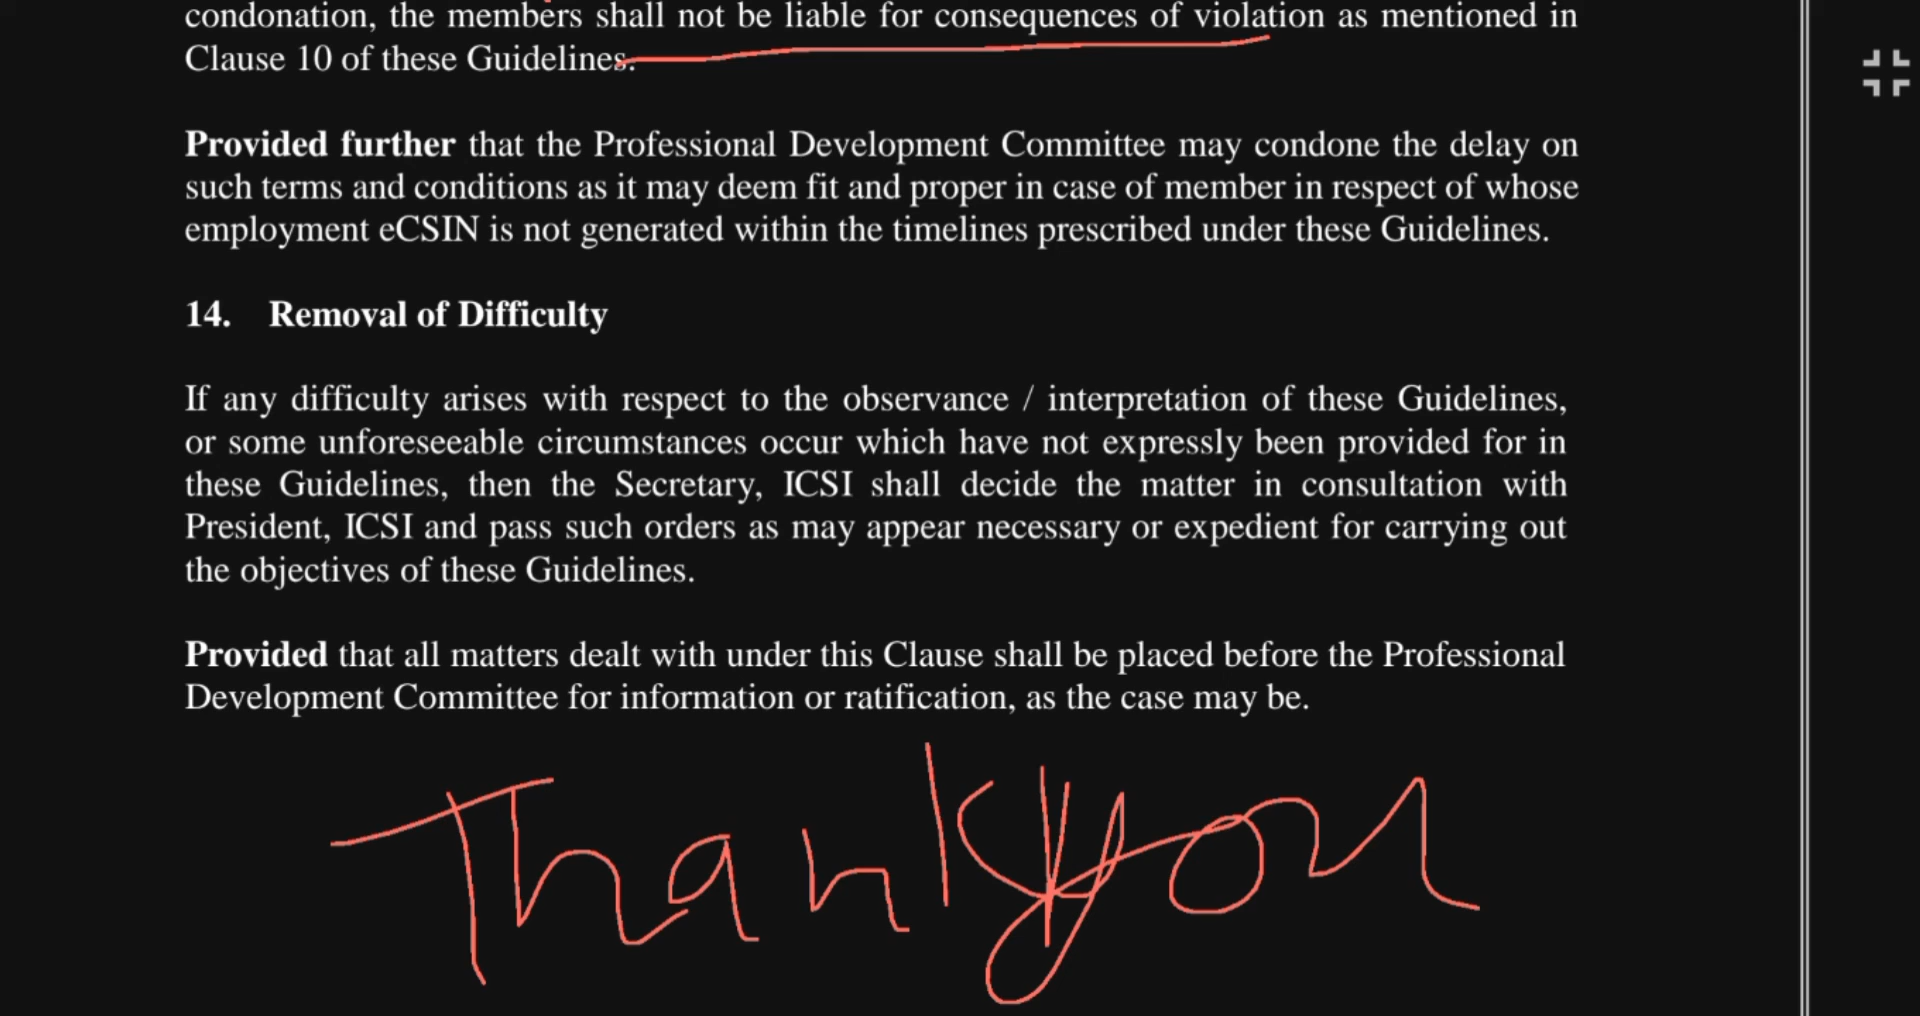 condonation, the members shall not be liable for consequences of violation as mentioned in
Clause 10 of these Guidelines.
Provided further that the Professional Development Committee may condone the delay on
such terms and conditions as it may deem fit and proper in case of member in respect of whose
employment eCSIN is not generated within the timelines prescribed under these Guidelines.
14. Removal of Difficulty
If any difficulty arises with respect to the observance / interpretation of these Guidelines,
or some unforeseeable circumstances occur which have not expressly been provided for in
these Guidelines, then the Secretary, ICSI shall decide the matter in consultation with
President, ICSI and pass such orders as may appear necessary or expedient for carrying out
the objectives of these Guidelines.
Provided that all matters dealt with under this Clause shall be placed before the Professional
Development Committee for information or ratification, as the case may be.
Thank you